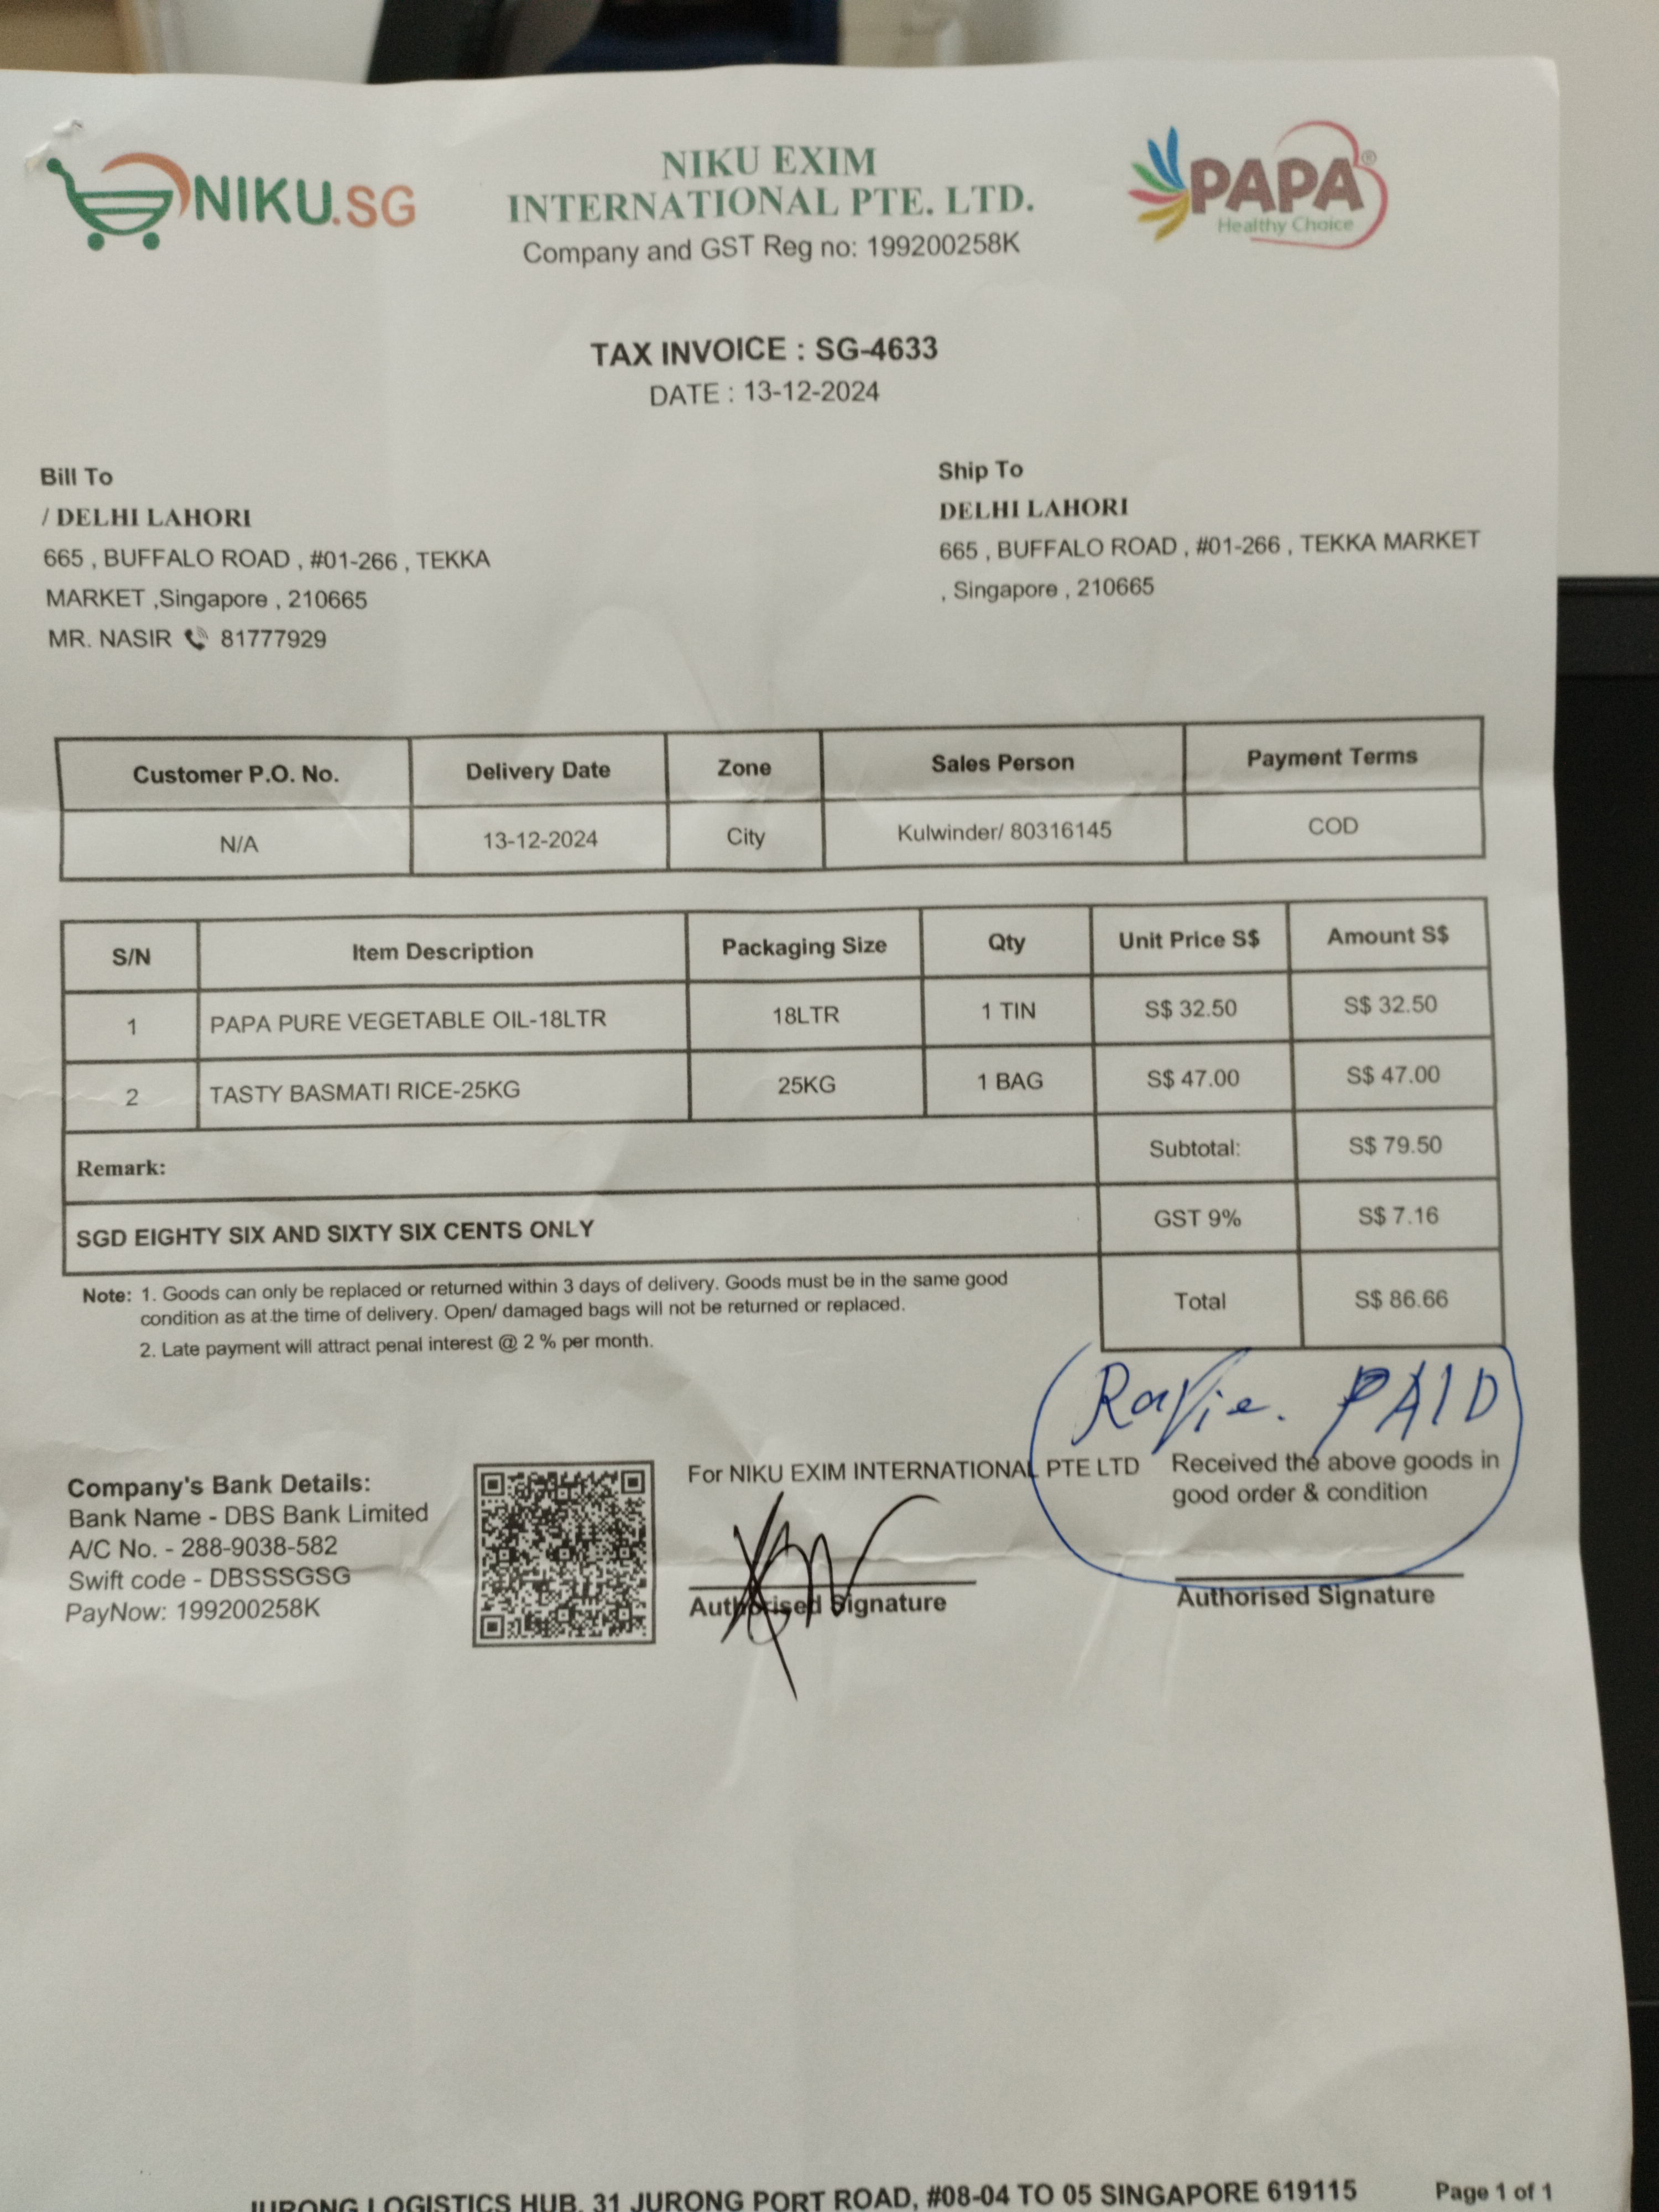 NIKU.SG
NIKU EXIM
INTERNATIONAL PTE. LTD.
Company and GST Reg no: 199200258K
PAPA®
Healthy Choice
TAX INVOICE : SG-4633
DATE : 13-12-2024
Bill To
/ DELHI LAHORI
665 , BUFFALO ROAD , #01-266 , TEKKA
MARKET ,Singapore , 210665
MR. NASIR 81777929
Ship To
DELHI LAHORI
665 , BUFFALO ROAD , #01-266 , TEKKA MARKET
, Singapore , 210665
Customer P.O. No. Delivery Date Zone Sales Person Payment Terms
N/A 13-12-2024 City Kulwinder/ 80316145 COD
S/N Item Description Packaging Size Qty Unit Price S$ Amount S$
1 PAPA PURE VEGETABLE OIL-18LTR 18LTR 1 TIN S$ 32.50 S$ 32.50
2 TASTY BASMATI RICE-25KG 25KG 1 BAG S$ 47.00 S$ 47.00
Remark: Subtotal: S$ 79.50
SGD EIGHTY SIX AND SIXTY SIX CENTS ONLY GST 9% S$ 7.16
Total S$ 86.66
Note: 1. Goods can only be replaced or returned within 3 days of delivery. Goods must be in the same good
condition as at the time of delivery. Open/ damaged bags will not be returned or replaced.
2. Late payment will attract penal interest @ 2 % per month.
PAID
Company's Bank Details:
Bank Name - DBS Bank Limited
A/C No. - 288-9038-582
Swift code - DBSSSGSG
PayNow: 199200258K
For NIKU EXIM INTERNATIONAL PTE LTD
Authorised Signature
Received the above goods in
good order & condition
Authorised Signature
JURONG LOGISTICS HUB, 31 JURONG PORT ROAD, #08-04 TO 05 SINGAPORE 619115 Page 1 of 1